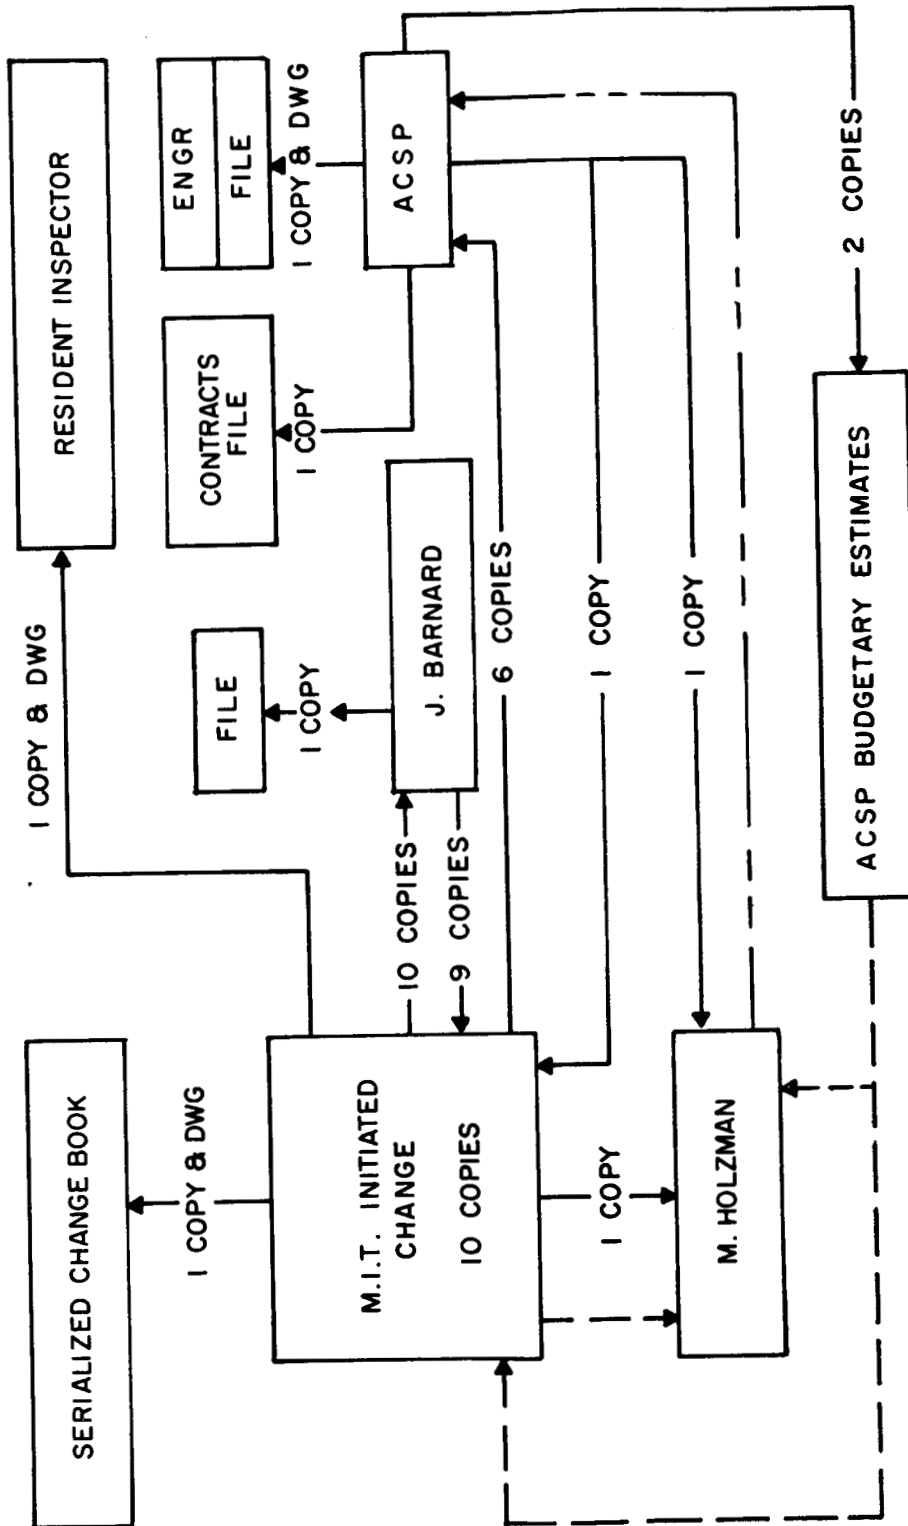 SERIALIZED CHANGE BOOK
1 COPY & DWG
RESIDENT INSPECTOR
1 COPY & DWG
M.I.T. INITIATED
CHANGE
10 COPIES
10 COPIES
9 COPIES
FILE
1 COPY
J. BARNARD
CONTRACTS
FILE
1 COPY
ENGR
FILE
1 COPY & DWG
ACSP
6 COPIES
1 COPY
1 COPY
1 COPY
M. HOLZMAN
2 COPIES
ACSP BUDGETARY ESTIMATES